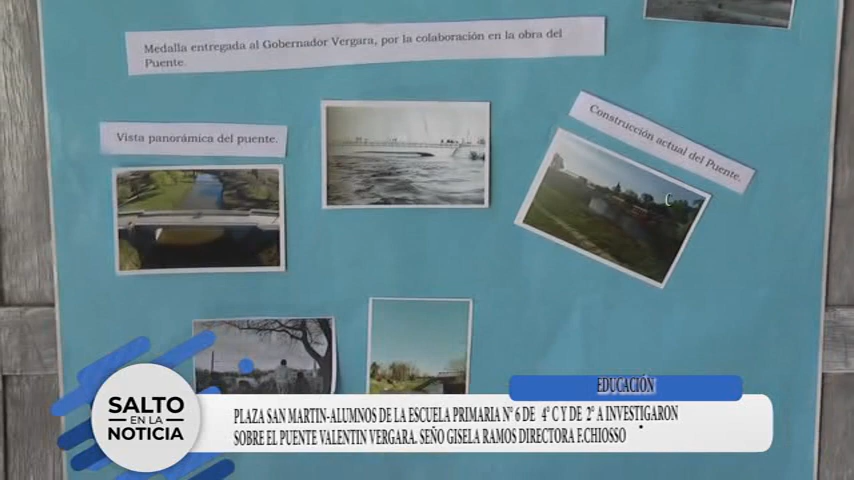 Medalla entregada al Gobernador Vergara, por la colaboración en la obra del
Puente.
Construcción actual del Puente.
Vista panorámica del puente.
EDUCACIÓN
SALTO
EN LA
NOTICIA
PLAZA SAN MARTIN-ALUMNOS DE LA ESCUELA PRIMARIA Nº 6 DE 4º C Y DE 2º A INVESTIGARON
SOBRE EL PUENTE VALENTIN VERGARA. SEÑO GISELA RAMOS DIRECTORA F.CHIOSSO